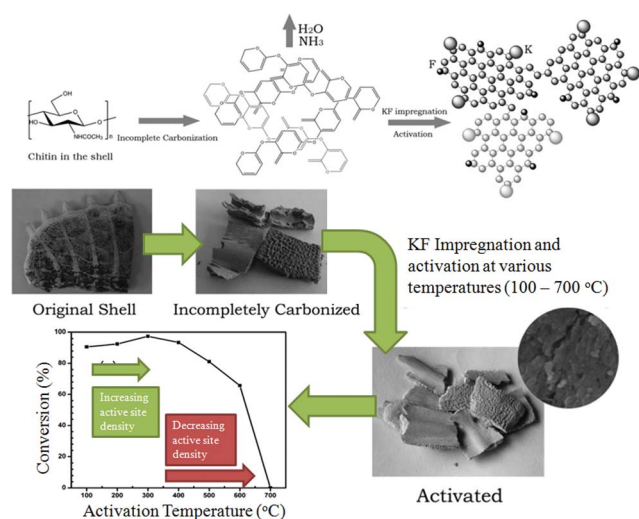 H2O
NH3
OH
O
O
HO
NHCOCH3
n
Chitin in the shell
Incomplete Carbonization
KF impregnation
Activation
F
K
Original Shell
Incompletely Carbonized
KF Impregnation and
activation at various
temperatures (100 – 700 °C)
Conversion (%)
100
80
60
40
20
0
Increasing
active site
density
Decreasing
active site
density
100 200 300 400 500 600 700
Activation Temperature (°C)
Activated